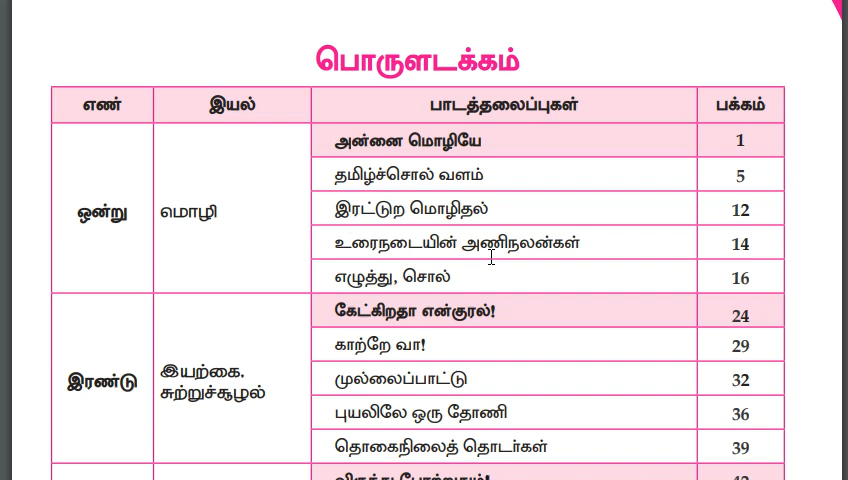 பொருளடக்கம்
எண் இயல் பாடத்தலைப்புகள் பக்கம்
அன்னை மொழியே 1
தமிழ்ச்சொல் வளம் 5
ஒன்று மொழி இரட்டுற மொழிதல் 12
உரைநடையின் அணிநலன்கள் 14
எழுத்து, சொல் 16
கேட்கிறதா என்குரல்! 24
காற்றே வா! 29
இரண்டு இயற்கை. முல்லைப்பாட்டு 32
சுற்றுச்சூழல்
புயலிலே ஒரு தோணி 36
தொகைநிலைத் தொடர்கள் 39